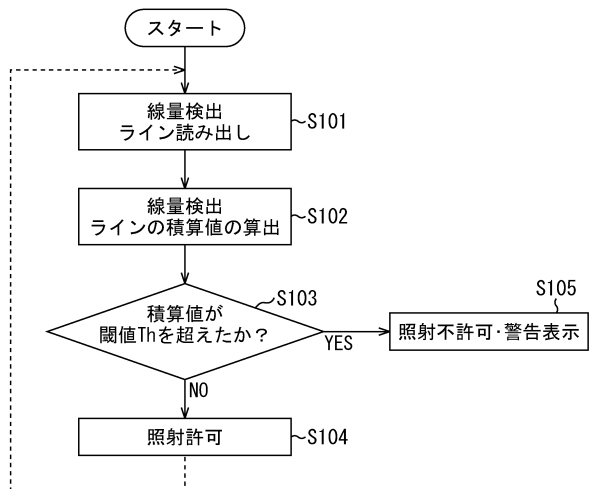 スタート
線量検出
ライン読み出し
S101
線量検出
ラインの積算値の算出
S102
積算値が
閾値Thを超えたか？
S103
YES
照射不許可・警告表示
S105
NO
照射許可
S104